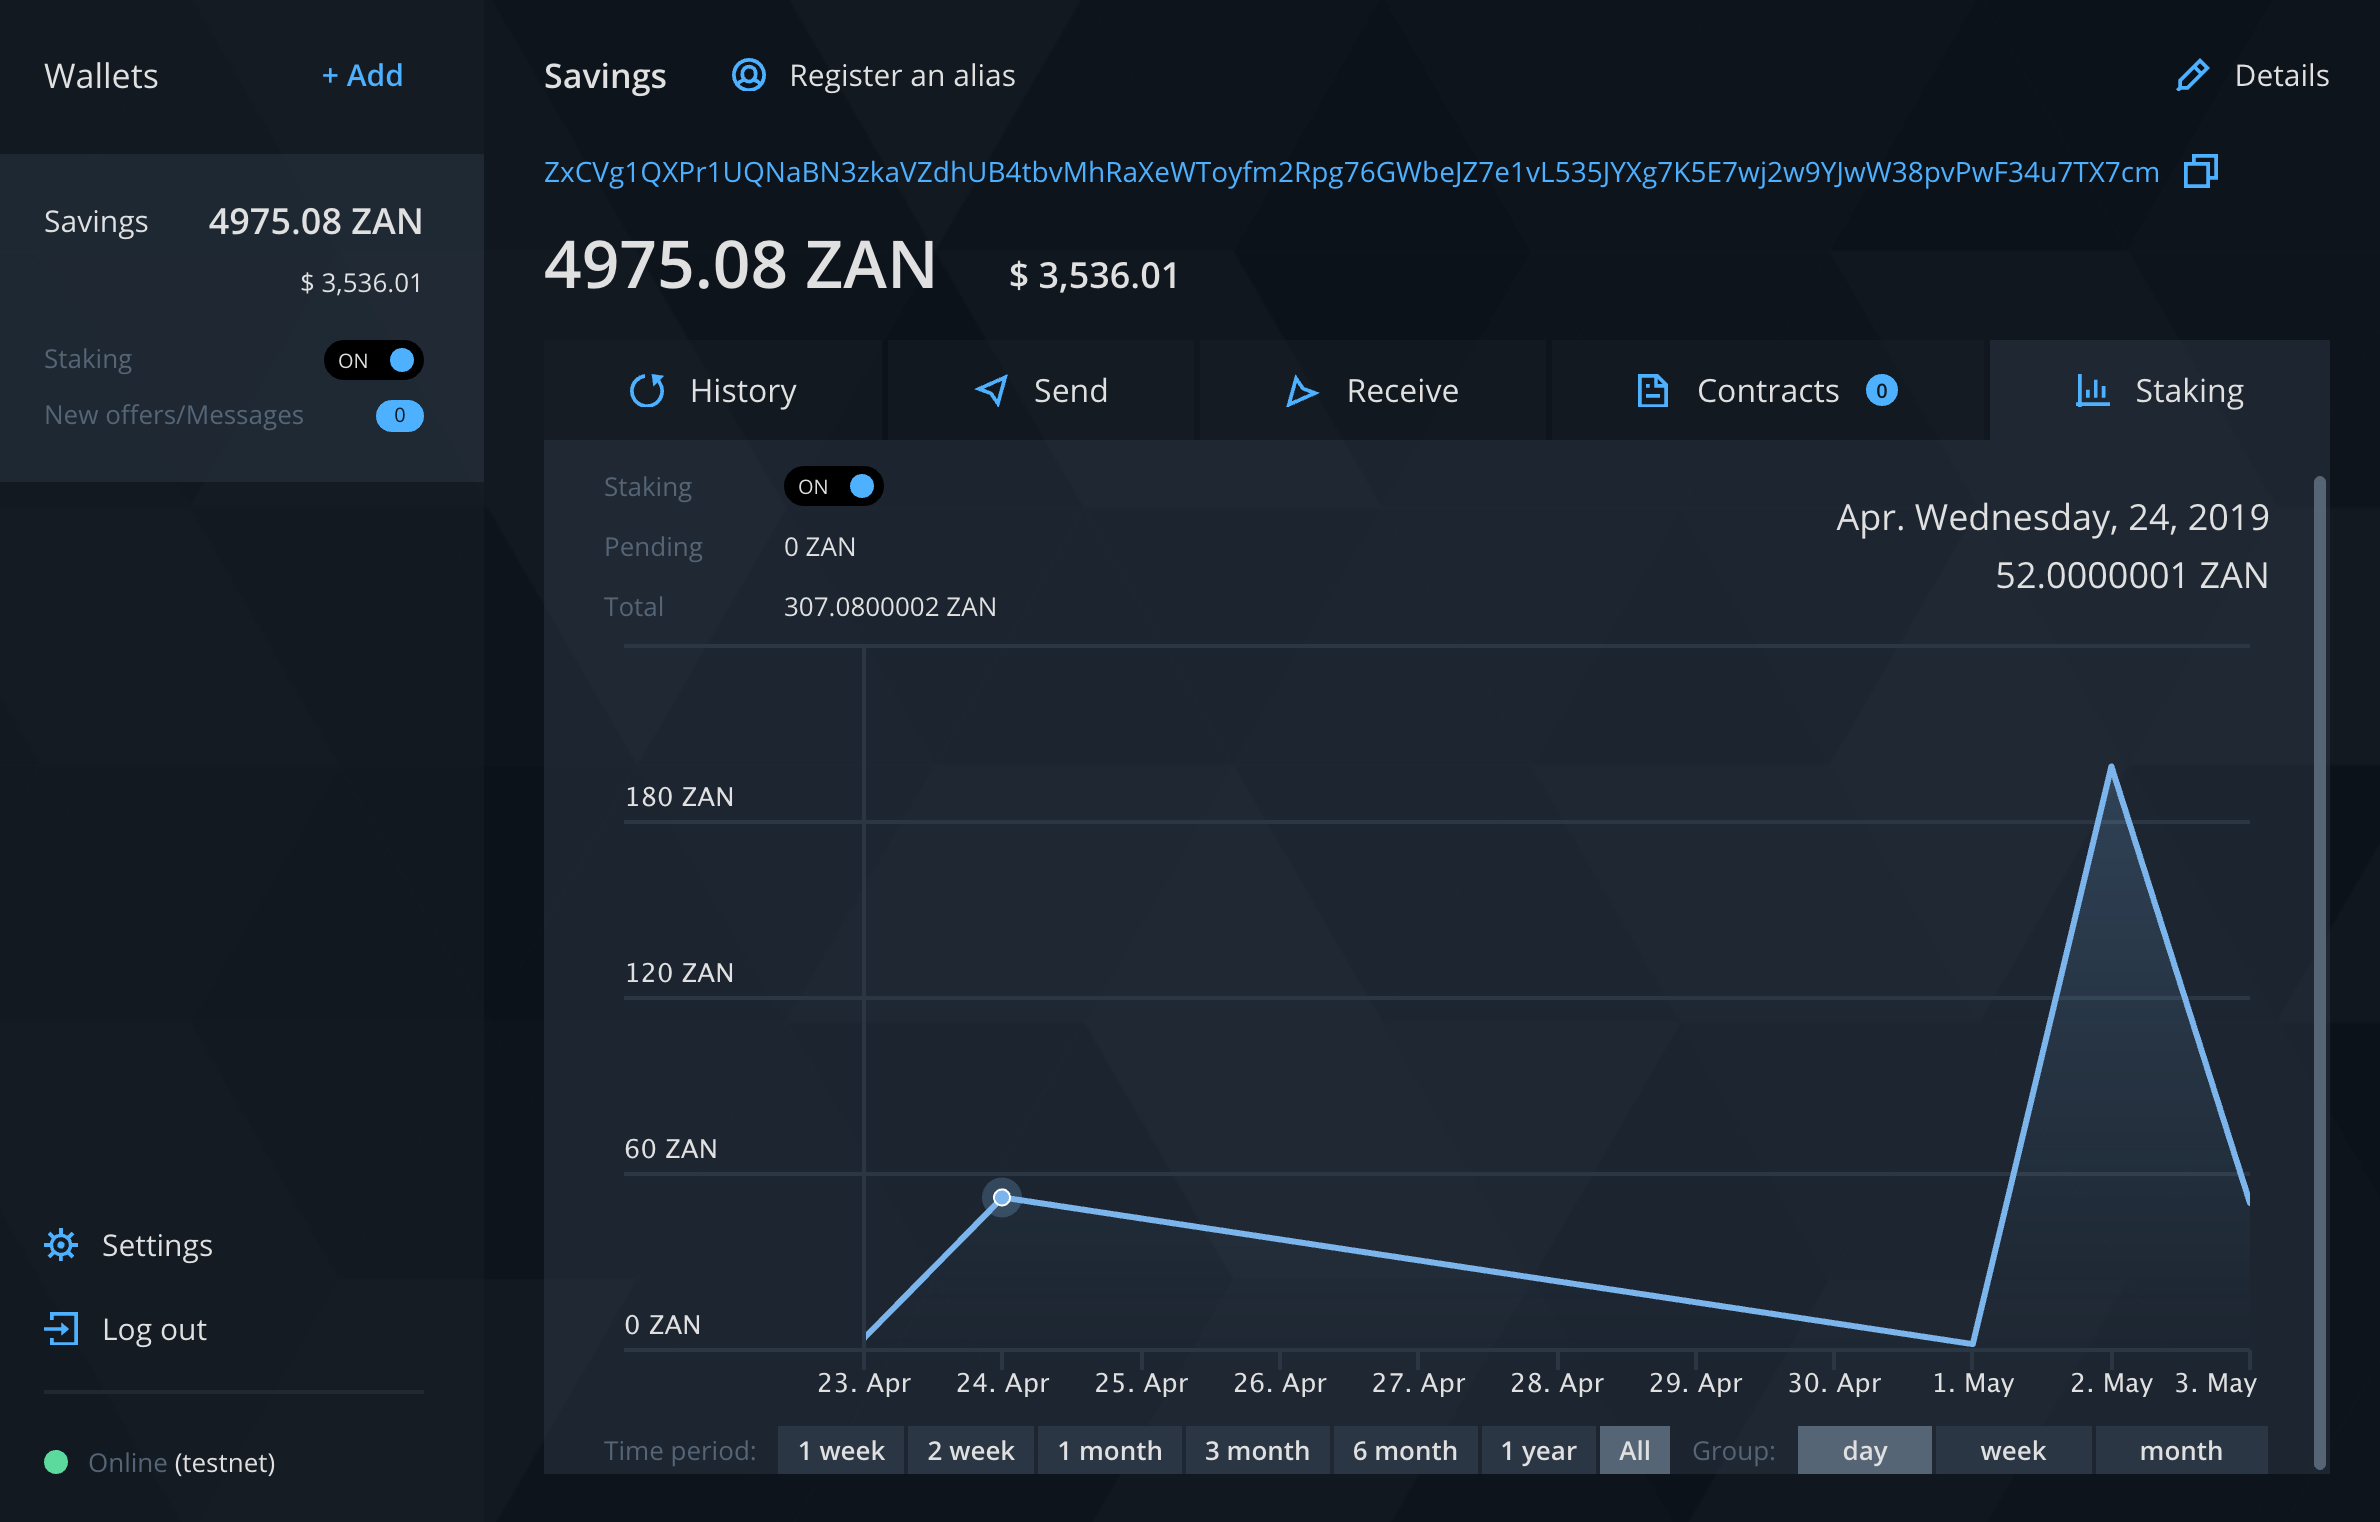 Wallets + Add
Savings 4975.08 ZAN
$ 3,536.01
Staking ON
New offers/Messages 0
Settings
Log out
Online (testnet)
Savings Register an alias Details
ZxCVg1QXPr1UQNaBN3zkaVZdhUB4tbvMhRaXeWToyfm2Rpg76GWbeJZ7e1vL535JYXg7K5E7wj2w9YJwW38pvPwF34u7TX7cm
4975.08 ZAN $ 3,536.01
History Send Receive Contracts 0 Staking
Staking ON
Pending 0 ZAN
Total 307.0800002 ZAN
Apr. Wednesday, 24, 2019
52.0000001 ZAN
180 ZAN
120 ZAN
60 ZAN
0 ZAN
23. Apr 24. Apr 25. Apr 26. Apr 27. Apr 28. Apr 29. Apr 30. Apr 1. May 2. May 3. May
Time period: 1 week 2 week 1 month 3 month 6 month 1 year All Group: day week month